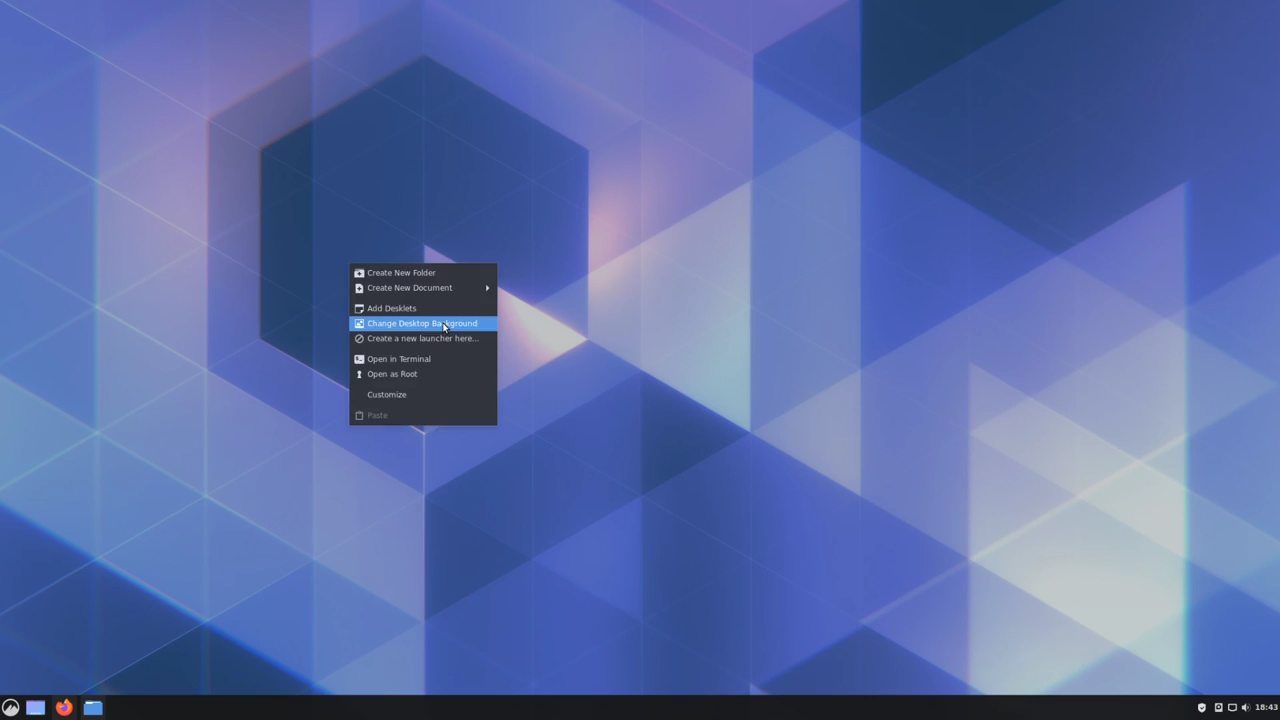 Create New Folder
Create New Document
Add Desklets
Change Desktop Background
Create a new launcher here...
Open in Terminal
Open as Root
Customize
Paste
18:43